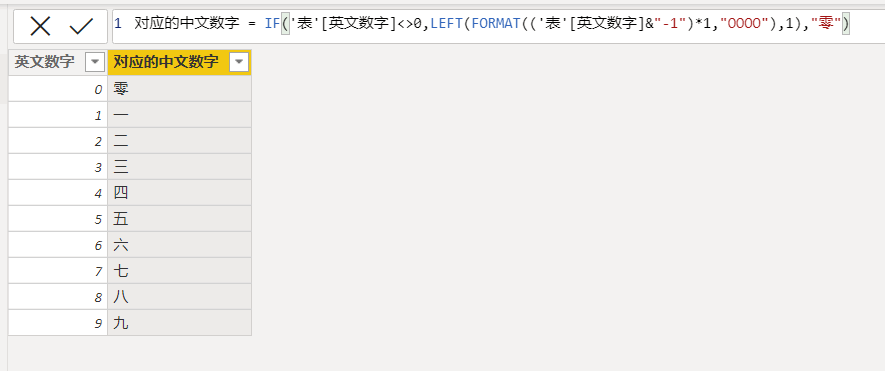 1 对应的中文数字 = IF('表'[英文数字]<>0,LEFT(FORMAT(('表'[英文数字]&"-1")*1,"OOOO"),1),"零")
英文数字 对应的中文数字
0 零
1 一
2 二
3 三
4 四
5 五
6 六
7 七
8 八
9 九